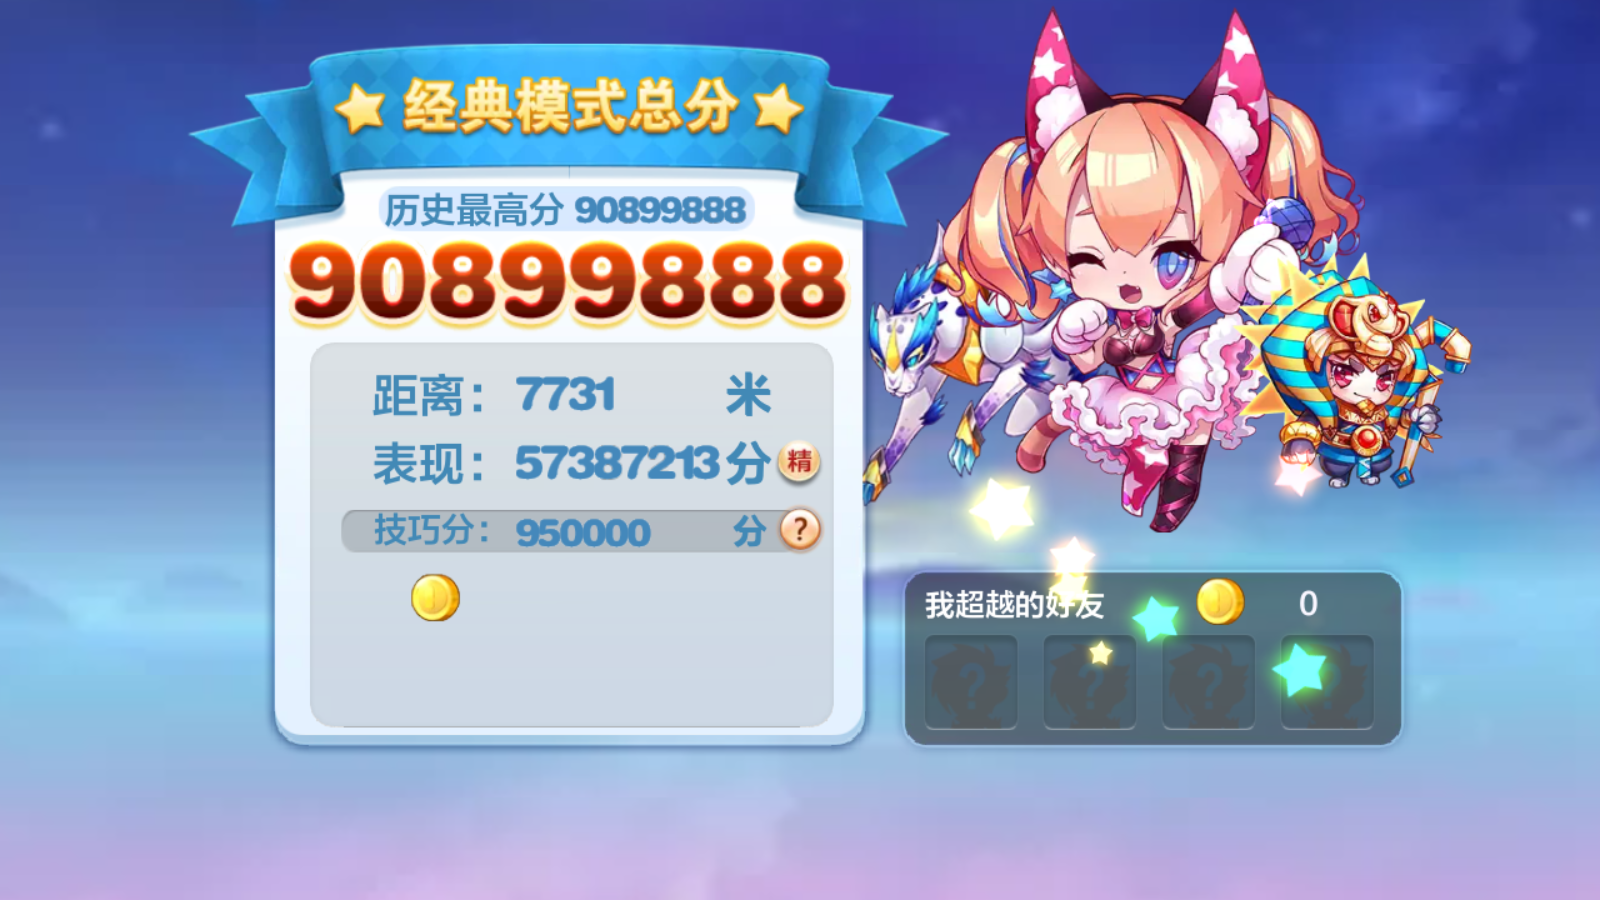 经典模式总分
历史最高分 90899888
90899888
距离： 7731 米
表现： 57387213分 精
技巧分： 950000 分 ?
我超越的好友 0
? ? ?